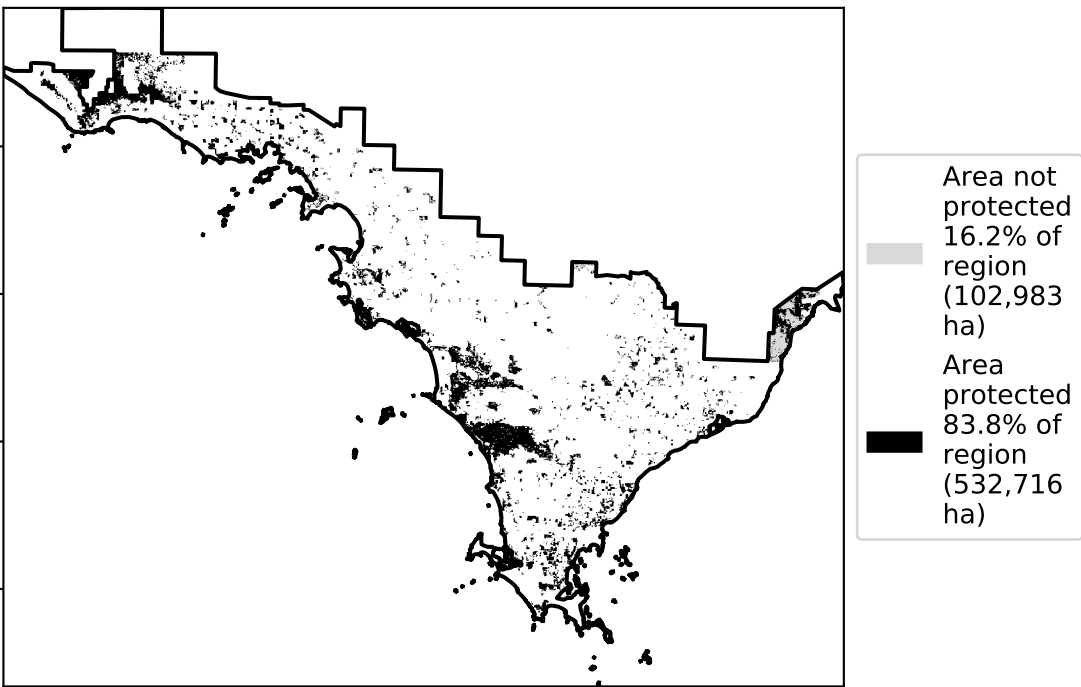 Area not
protected
16.2% of
region
(102,983
ha)
Area
protected
83.8% of
region
(532,716
ha)